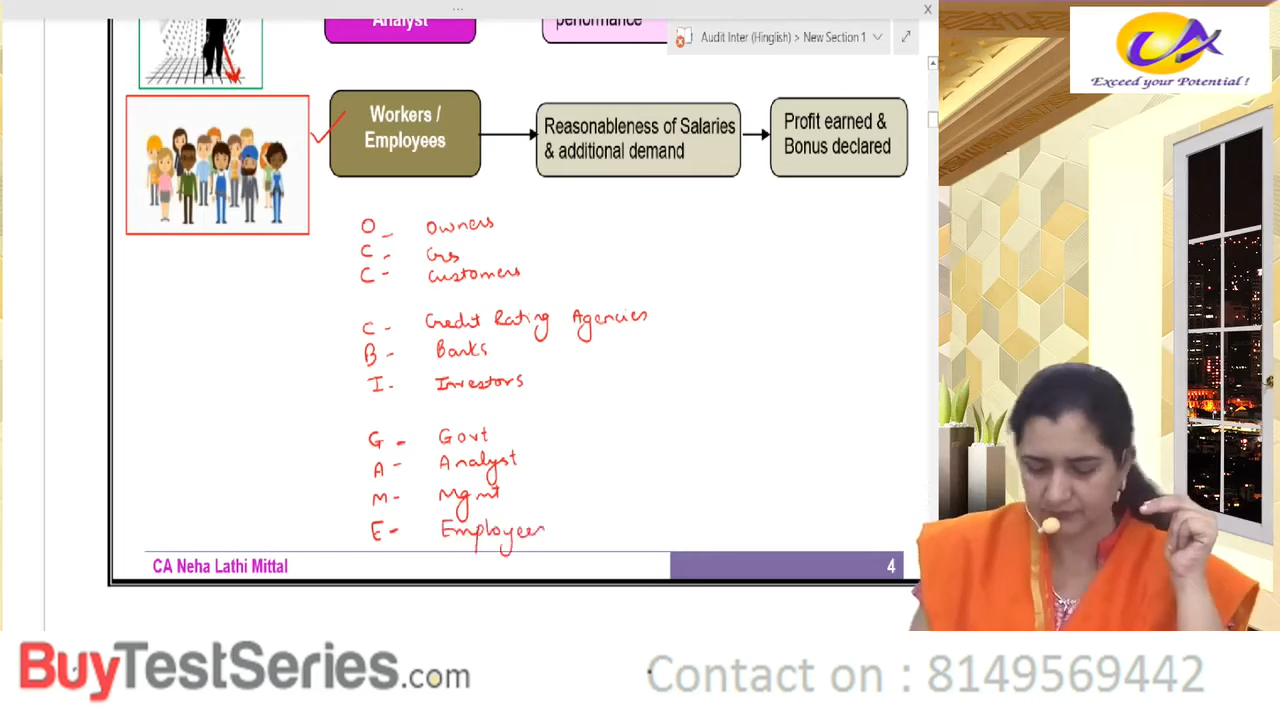 ...
x
Analyst
performance
Audit Inter (Hinglish) > New Section 1
CA
Exceed your Potential !
Workers /
Employees
Reasonableness of Salaries
& additional demand
Profit earned &
Bonus declared
O - Owners
C - Crs
C - Customers
C - Credit Rating Agencies
B - Banks
I - Investors
G - Govt
A - Analyst
M - Mgmt
E - Employees
CA Neha Lathi Mittal
4
BuyTestSeries.com
Contact on : 8149569442